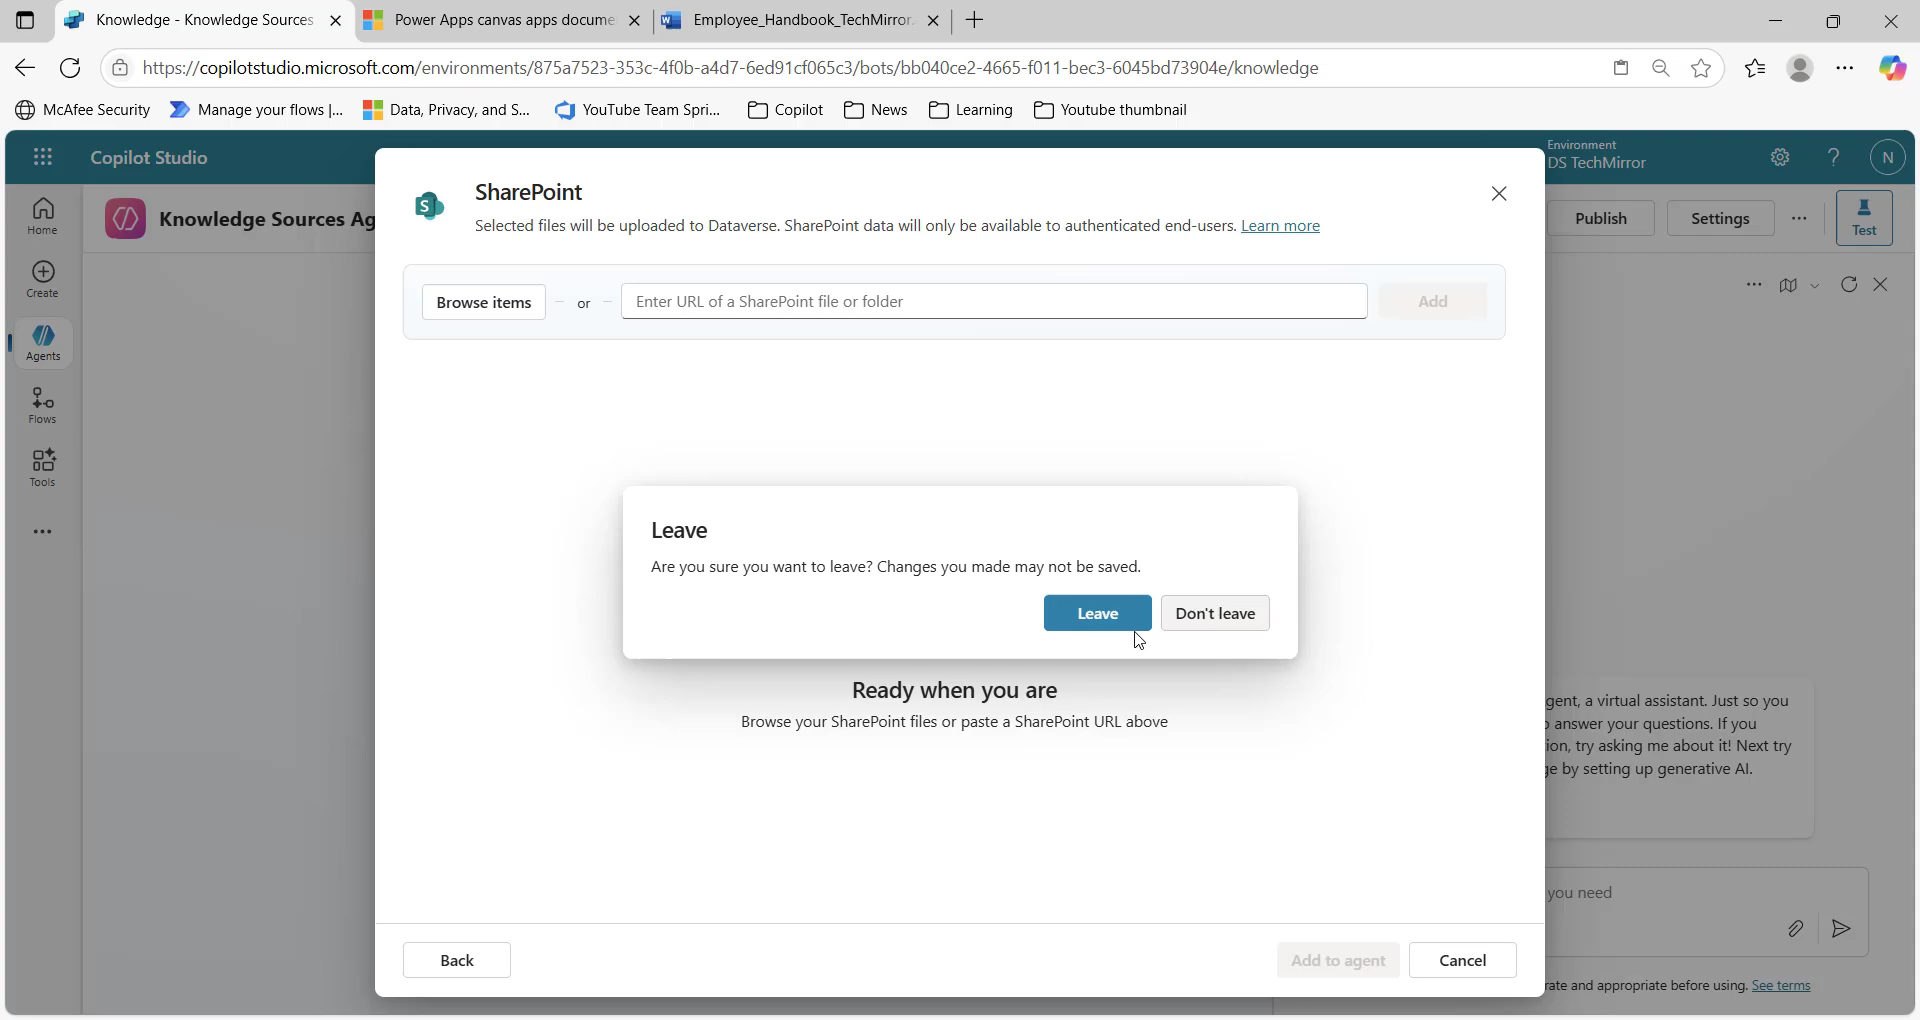 Knowledge - Knowledge Sources
Power Apps canvas apps docume
Employee_Handbook_TechMirror.
https://copilotstudio.microsoft.com/environments/875a7523-353c-4f0b-a4d7-6ed91cf065c3/bots/bb040ce2-4665-f011-bec3-6045bd73904e/knowledge
McAfee Security
Manage your flows |...
Data, Privacy, and S...
YouTube Team Spri...
Copilot
News
Learning
Youtube thumbnail
Copilot Studio
Environment
DS TechMirror
N
Home
Create
Agents
Flows
Tools
Knowledge Sources Ag
Publish
Settings
Test
SharePoint
Selected files will be uploaded to Dataverse. SharePoint data will only be available to authenticated end-users. Learn more
Browse items
or
Enter URL of a SharePoint file or folder
Add
Leave
Are you sure you want to leave? Changes you made may not be saved.
Leave
Don't leave
Ready when you are
Browse your SharePoint files or paste a SharePoint URL above
gent, a virtual assistant. Just so you
o answer your questions. If you
ion, try asking me about it! Next try
ge by setting up generative AI.
you need
Back
Add to agent
Cancel
rate and appropriate before using. See terms